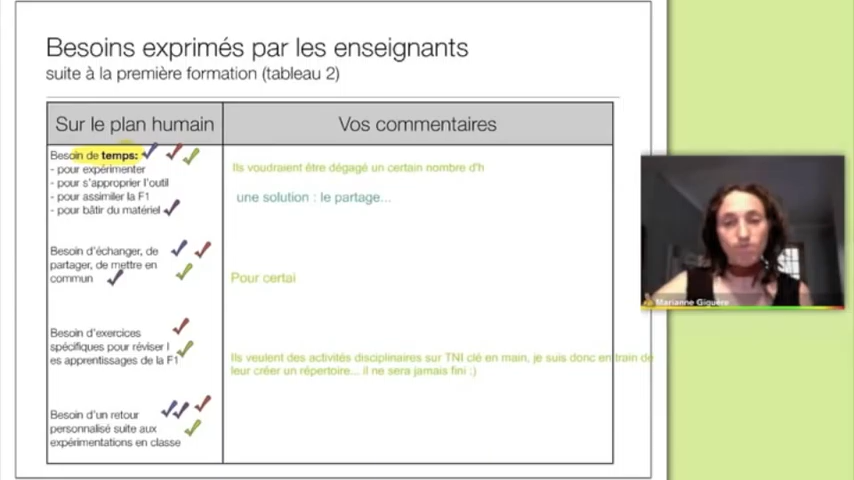 Besoins exprimés par les enseignants
suite à la première formation (tableau 2)
Sur le plan humain
Vos commentaires
Besoin de temps:
- pour expérimenter
- pour s'approprier l'outil
- pour assimiler la F1
- pour bâtir du matériel
Ils voudraient être dégagé un certain nombre d'h
une solution : le partage...
Besoin d'échanger, de
partager, de mettre en
commun
Pour certai
Besoin d'exercices
spécifiques pour réviser l
es apprentissages de la F1
Ils veulent des activités disciplinaires sur TNI clé en main, je suis donc en train de
leur créer un répertoire... il ne sera jamais fini :)
Besoin d'un retour
personnalisé suite aux
expérimentations en classe
Marianne Giguère